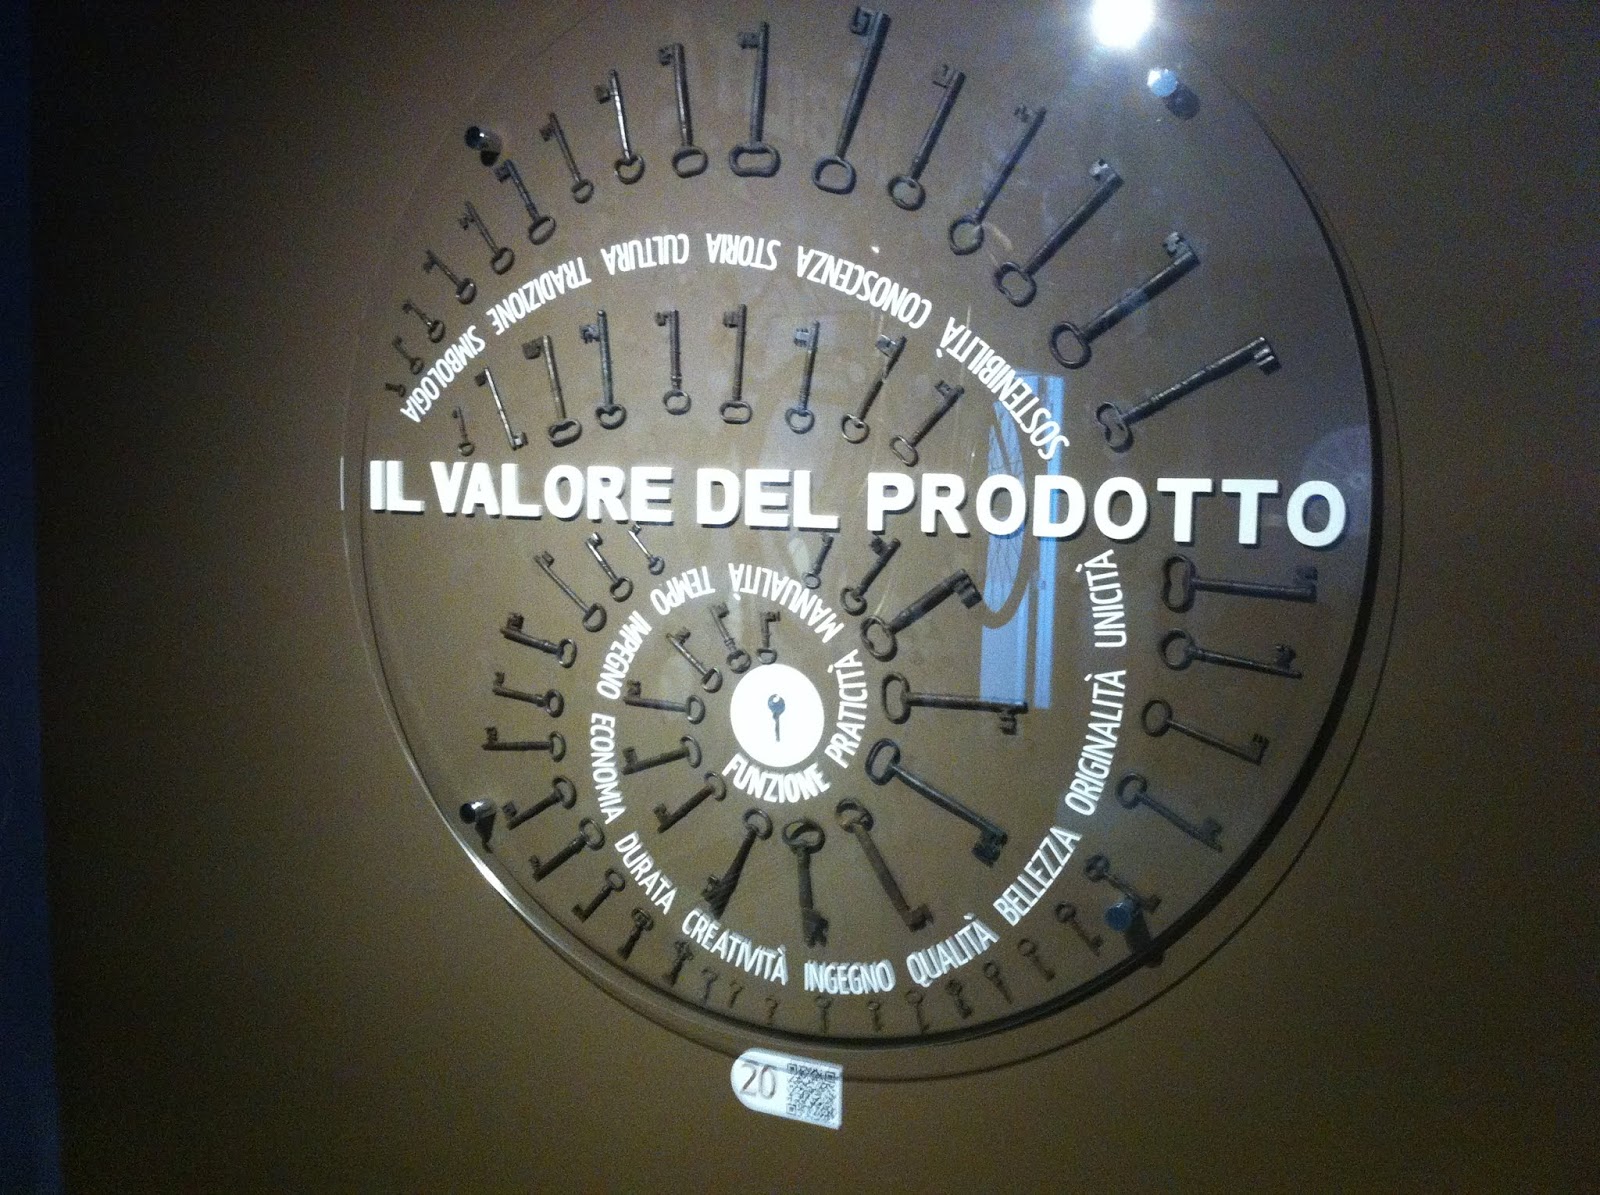 IL VALORE DEL PRODOTTO
FUNZIONE PRATICITÀ MANUALITÀ TEMPO IMPEGNO ECONOMIA DURATA CREATIVITÀ INGEGNO QUALITÀ BELLEZZA ORIGINALITÀ UNICITÀ SOSTENIBILITÀ CONOSCENZA STORIA CULTURA TRADIZIONE SIMBOLOGIA
20